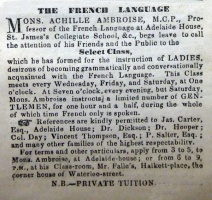 THE FRENCH LANGUAGE
MONS. ACHILLE AMBROISE, M.C.P., Pro-
fessor of the French Language at Adelaide House,
St. James's Collegiate School, &c., begs leave to call
the attention of his Friends and the Public to the
Select Class,
which he has formed for the instruction of LADIES,
desirous of becoming grammatically and conversationally
acquainted with the French Language. This Class
meets every Wednesday, Friday, and Saturday, at One
o'clock. At Seven o'clock, every evening, but Saturday,
Mons. Ambroise instructs a limited number of GEN-
TLEMEN, for one hour and a half, during the whole
of which time French only is spoken.
References are kindly permitted to Jas. Carter,
Esq., Adelaide House; Dr. Dickson; Dr. Hooper;
Col. Day; Vincent Thompson, Esq.; P. Salter, Esq.;
and many other families of the highest respectability.
For terms and other particulars, apply from 3 to 5, to
Mons. Ambroise, at Adelaide-house; or from 6 to 9,
P.M., at his Class-room, Mr. Falle's, Halkett-place, the
corner house of Waterloo-street.
N.B.—PRIVATE TUITION.